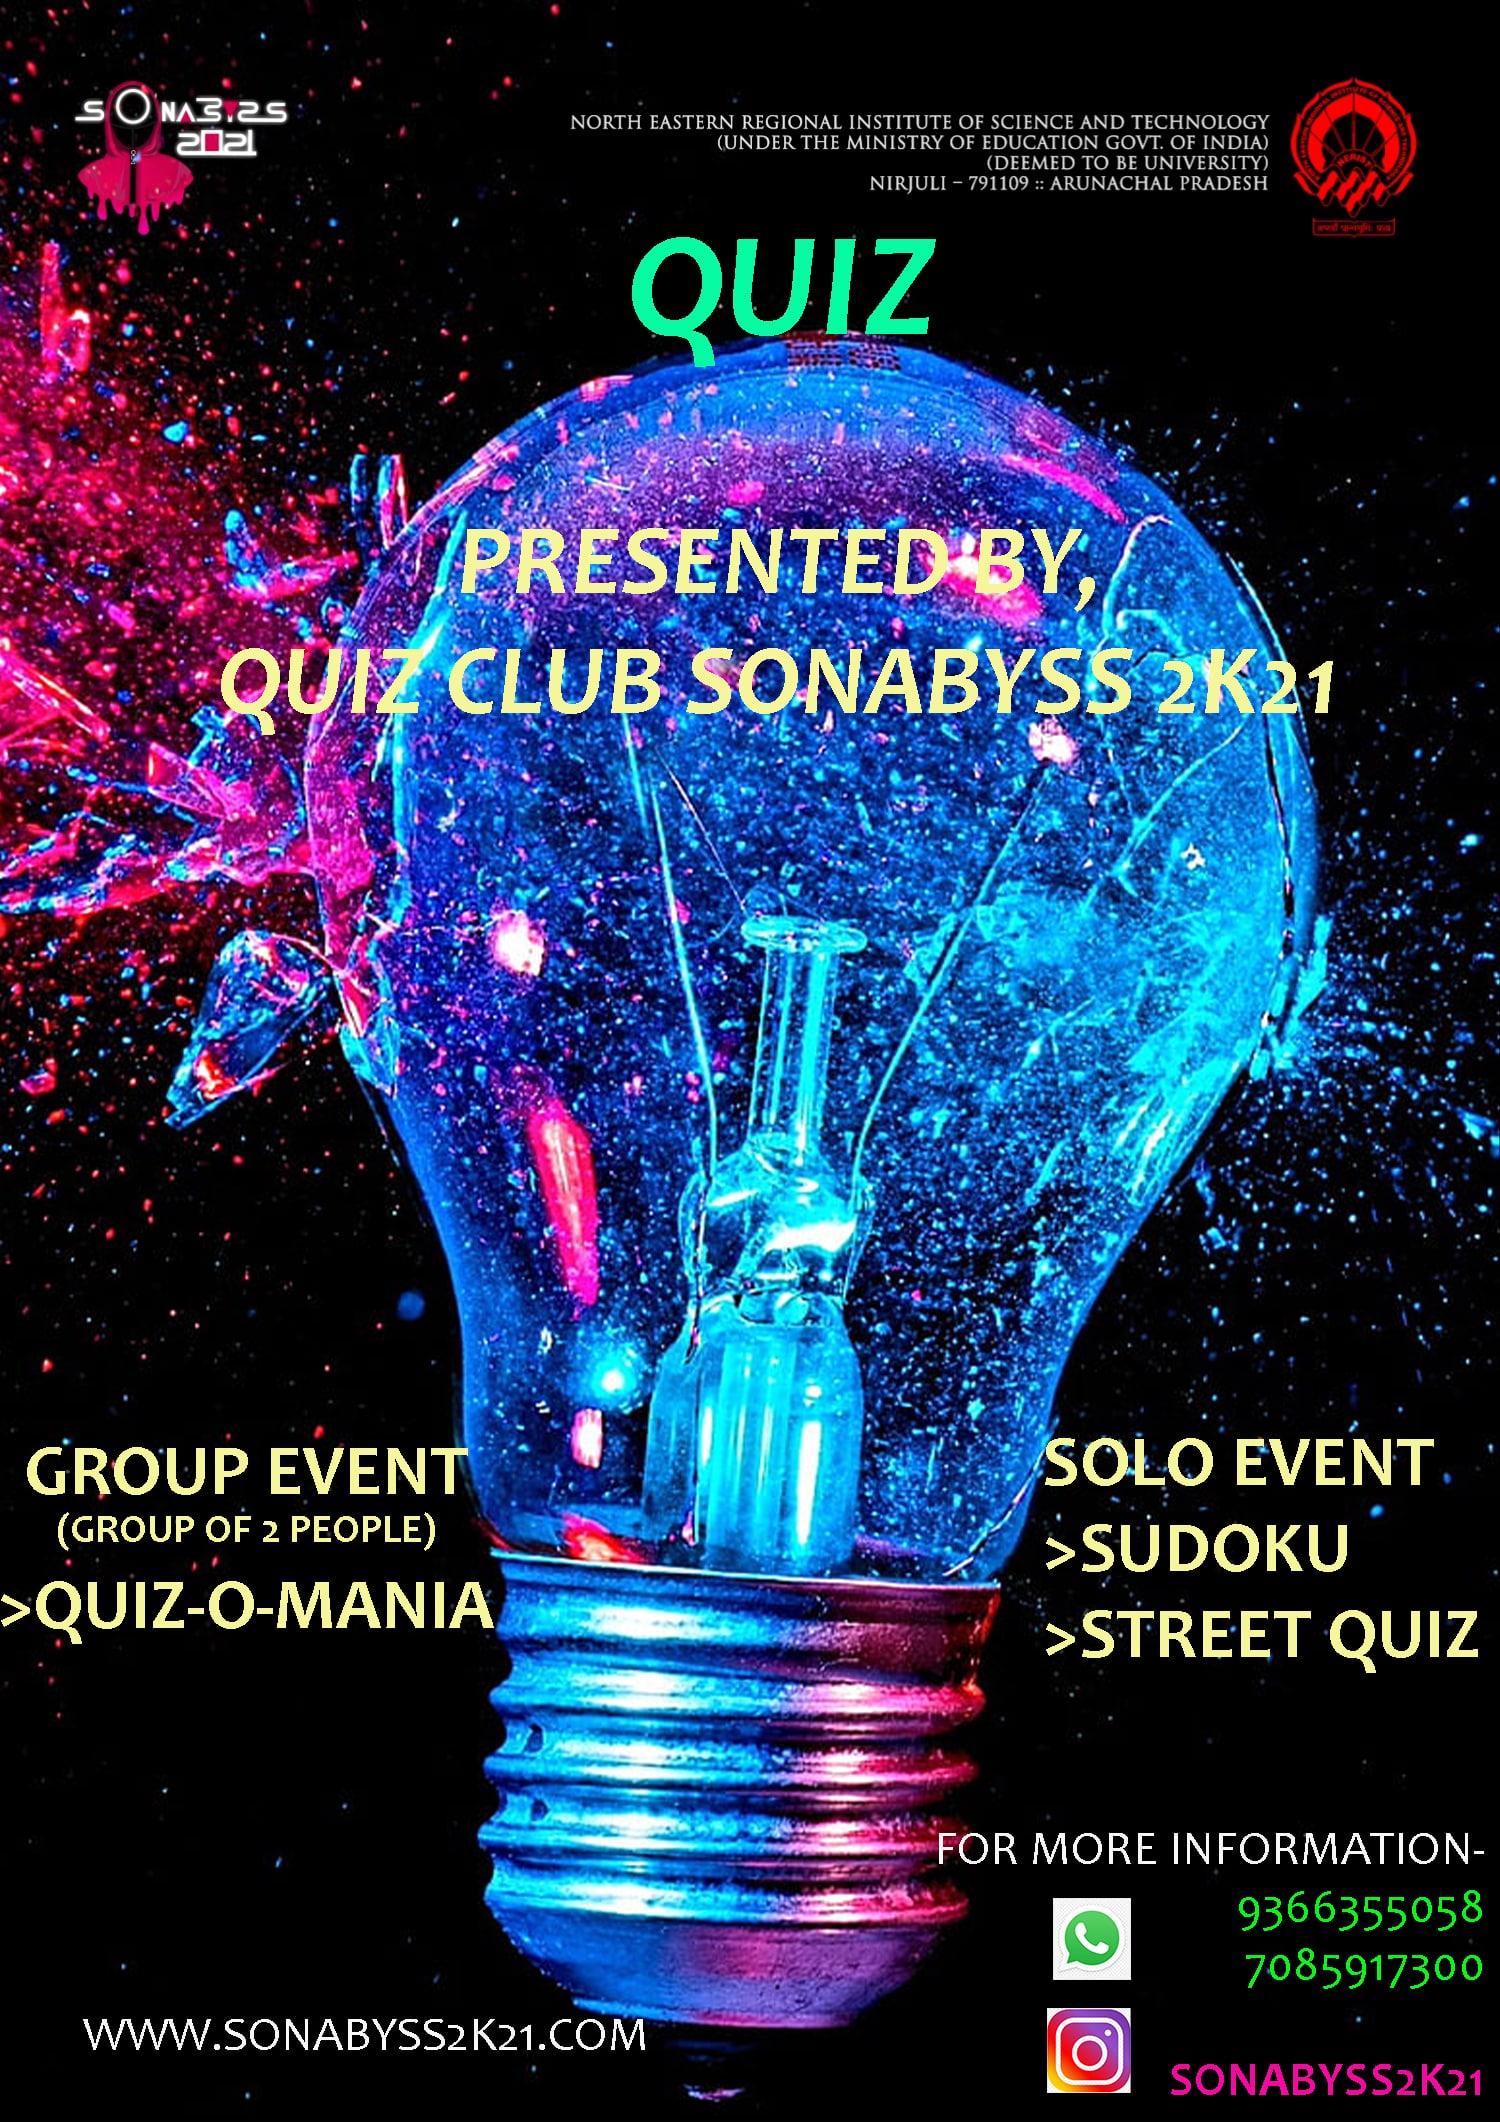 SONABYSS
2021
NORTH EASTERN REGIONAL INSTITUTE OF SCIENCE AND TECHNOLOGY
(UNDER THE MINISTRY OF EDUCATION GOVT. OF INDIA)
(DEEMED TO BE UNIVERSITY)
NIRJULI – 791109 :: ARUNACHAL PRADESH
NERIST
QUIZ
PRESENTED BY,
QUIZ CLUB SONABYSS 2K21
GROUP EVENT
(GROUP OF 2 PEOPLE)
>QUIZ-O-MANIA
SOLO EVENT
>SUDOKU
>STREET QUIZ
FOR MORE INFORMATION-
9366355058
7085917300
WWW.SONABYSS2K21.COM
SONABYSS2K21